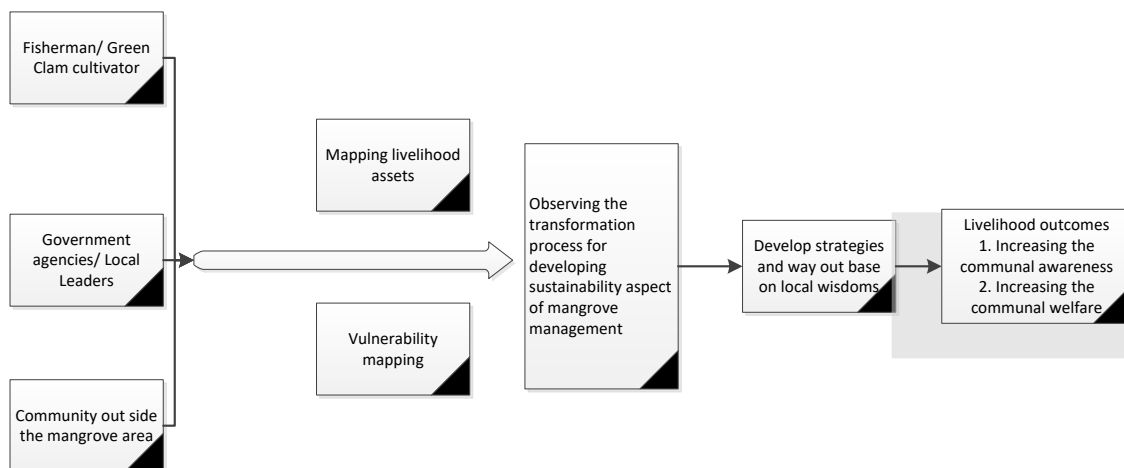 Fisherman/ Green
Clam cultivator
Mapping livelihood
assets
Government
agencies/ Local
Leaders
Vulnerability
mapping
Community out side
the mangrove area
Observing the
transformation
process for
developing
sustainability aspect
of mangrove
management
Develop strategies
and way out base
on local wisdoms
Livelihood outcomes
1. Increasing the
communal awareness
2. Increasing the
communal welfare